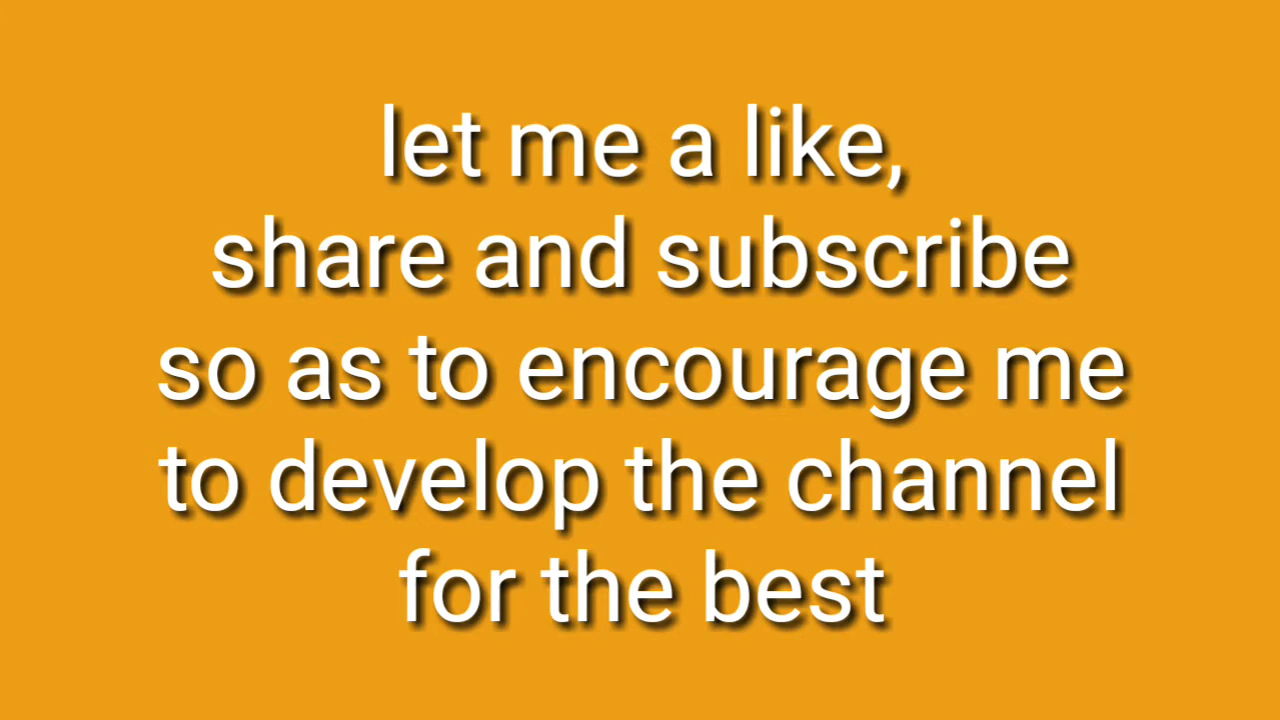 let me a like,
share and subscribe
so as to encourage me
to develop the channel
for the best